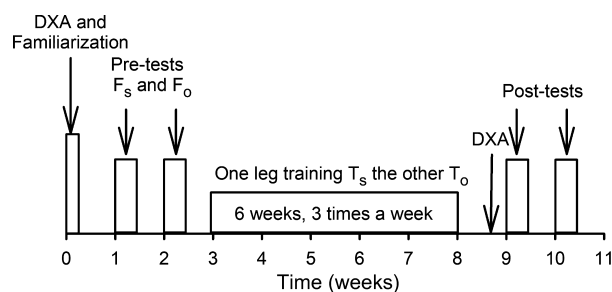 DXA and
Familiarization
Pre-tests
Fs and Fo
Post-tests
DXA
One leg training Ts the other To
6 weeks, 3 times a week
0 1 2 3 4 5 6 7 8 9 10 11
Time (weeks)